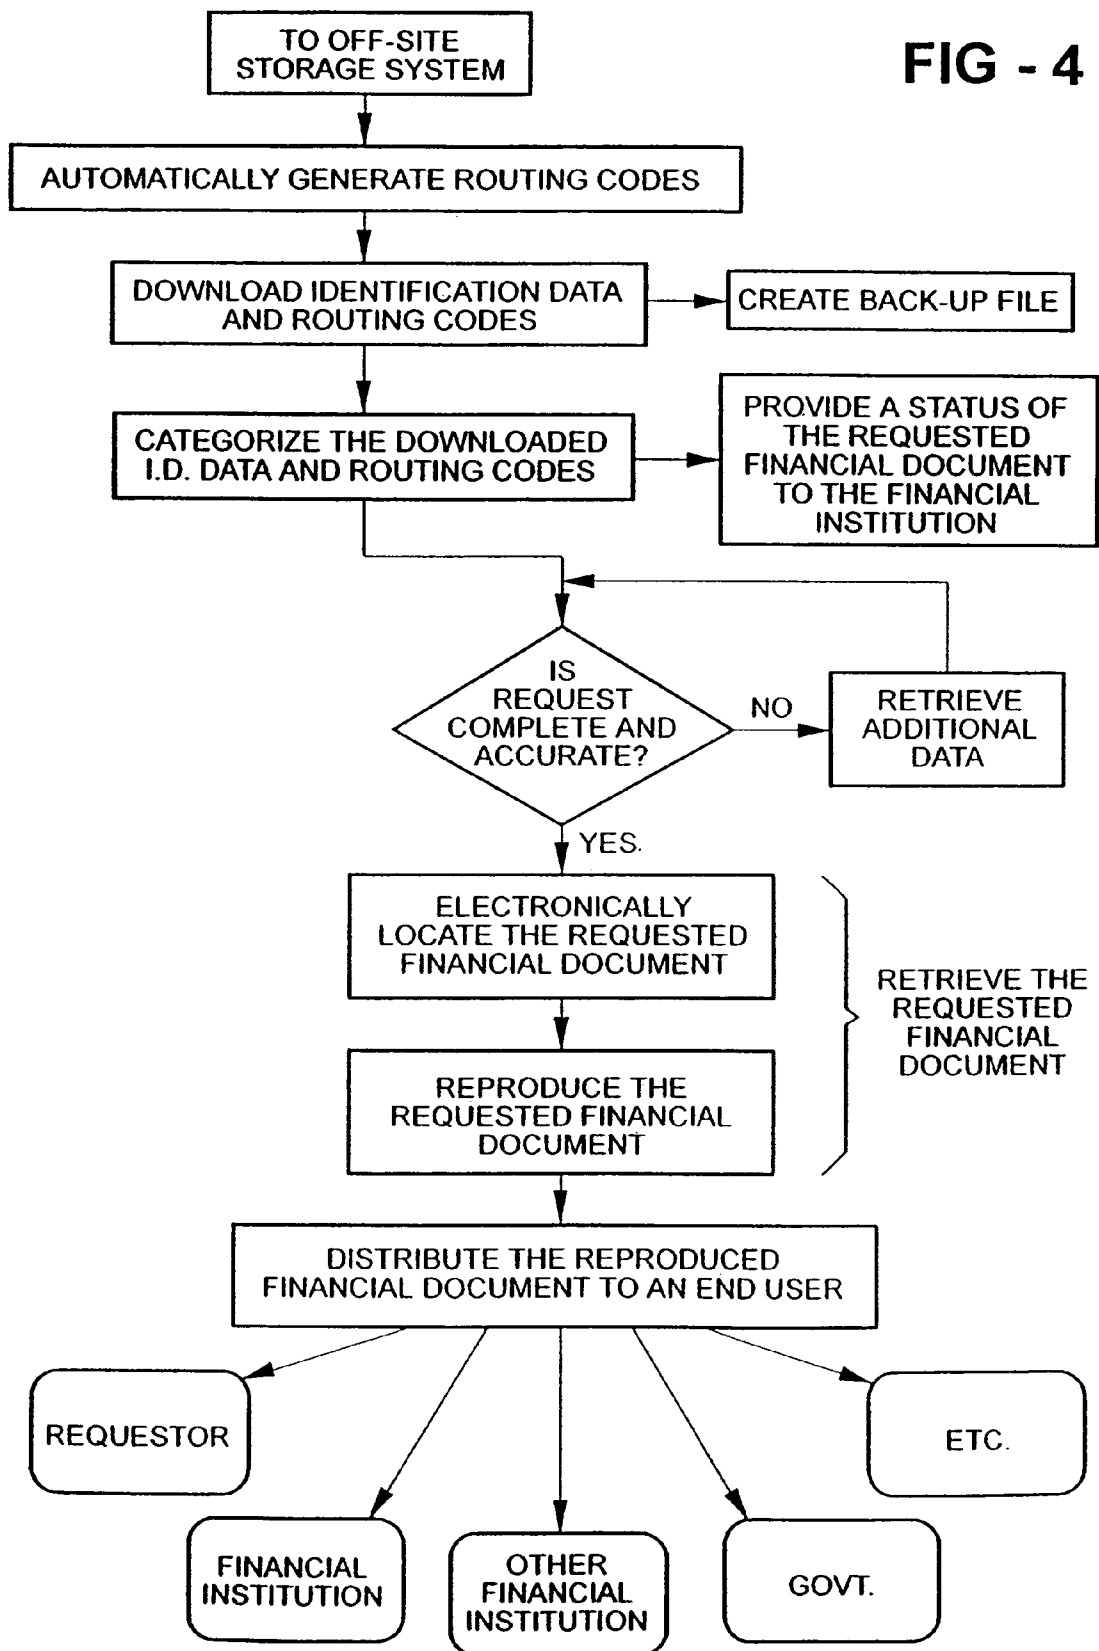 TO OFF-SITE
STORAGE SYSTEM
FIG - 4
AUTOMATICALLY GENERATE ROUTING CODES
DOWNLOAD IDENTIFICATION DATA
AND ROUTING CODES
CREATE BACK-UP FILE
CATEGORIZE THE DOWNLOADED
I.D. DATA AND ROUTING CODES
PROVIDE A STATUS OF
THE REQUESTED
FINANCIAL DOCUMENT
TO THE FINANCIAL
INSTITUTION
IS
REQUEST
COMPLETE AND
ACCURATE?
NO
RETRIEVE
ADDITIONAL
DATA
YES.
ELECTRONICALLY
LOCATE THE REQUESTED
FINANCIAL DOCUMENT
REPRODUCE THE
REQUESTED FINANCIAL
DOCUMENT
RETRIEVE THE
REQUESTED
FINANCIAL
DOCUMENT
DISTRIBUTE THE REPRODUCED
FINANCIAL DOCUMENT TO AN END USER
REQUESTOR
FINANCIAL
INSTITUTION
OTHER
FINANCIAL
INSTITUTION
GOVT.
ETC.